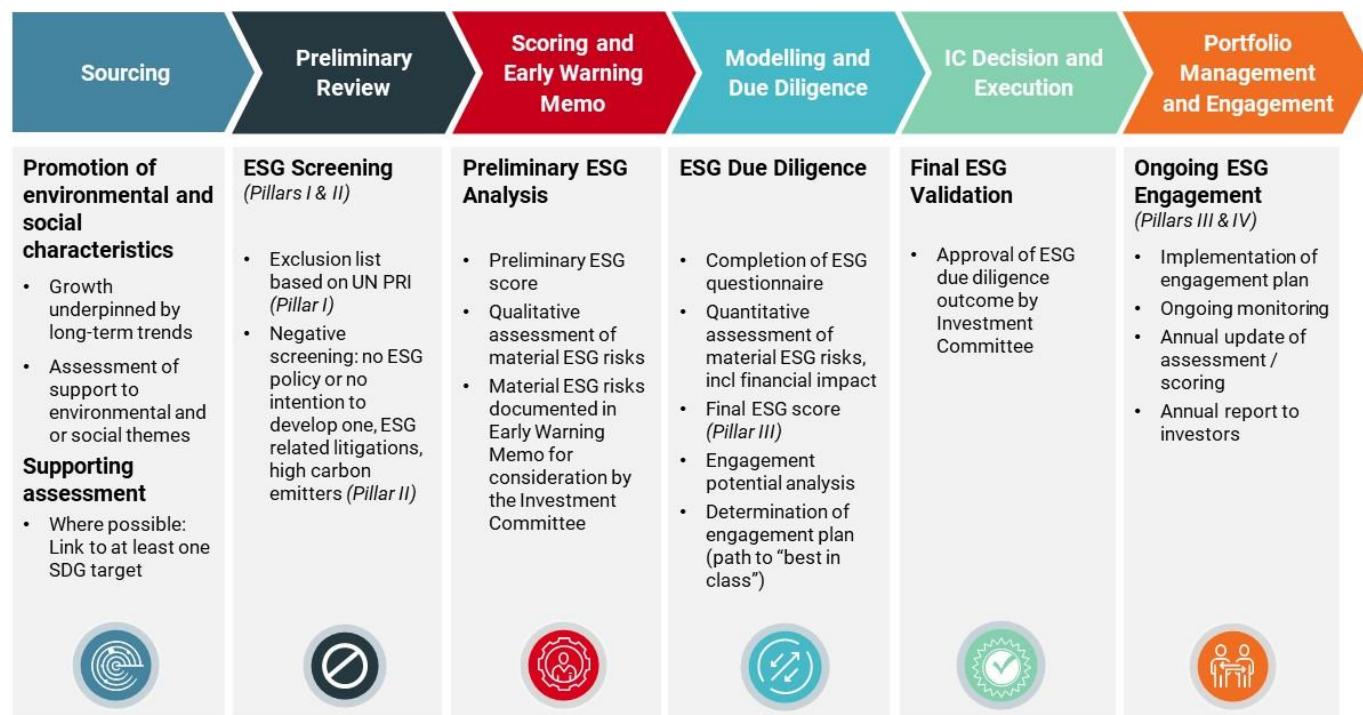 Sourcing
Preliminary
Review
Scoring and
Early Warning
Memo
Modelling and
Due Diligence
IC Decision and
Execution
Portfolio
Management
and Engagement
Promotion of
environmental and
social
characteristics
• Growth
underpinned by
long-term trends
• Assessment of
support to
environmental and
or social themes
Supporting
assessment
• Where possible:
Link to at least one
SDG target
ESG Screening
(Pillars I & II)
• Exclusion list
based on UN PRI
(Pillar I)
• Negative
screening: no ESG
policy or no
intention to
develop one, ESG
related litigations,
high carbon
emitters (Pillar II)
Preliminary ESG
Analysis
• Preliminary ESG
score
• Qualitative
assessment of
material ESG risks
• Material ESG risks
documented in
Early Warning
Memo for
consideration by
the Investment
Committee
ESG Due Diligence
• Completion of ESG
questionnaire
• Quantitative
assessment of
material ESG risks,
incl financial impact
• Final ESG score
(Pillar III)
• Engagement
potential analysis
• Determination of
engagement plan
(path to “best in
class”)
Final ESG
Validation
• Approval of ESG
due diligence
outcome by
Investment
Committee
Ongoing ESG
Engagement
(Pillars III & IV)
• Implementation of
engagement plan
• Ongoing monitoring
• Annual update of
assessment /
scoring
• Annual report to
investors